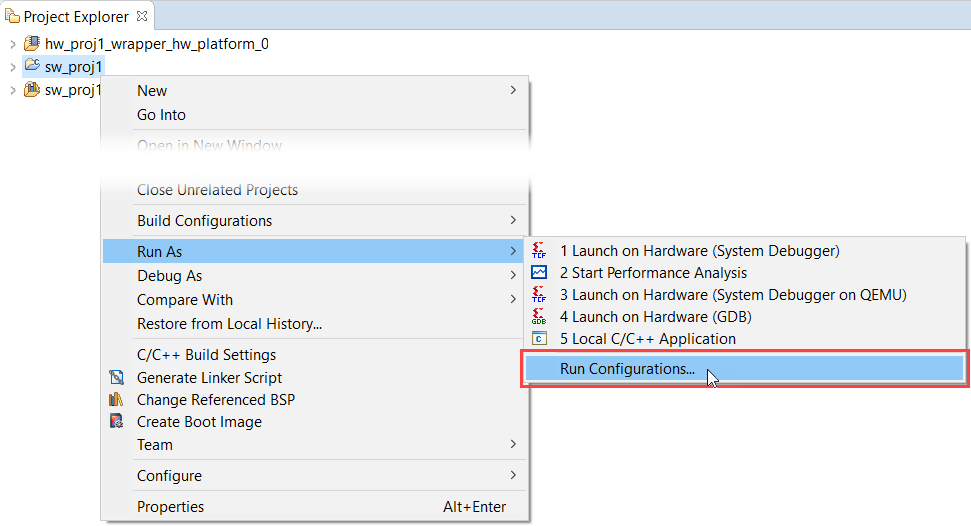 Project Explorer
hw_proj1_wrapper_hw_platform_0
sw_proj1
sw_proj1
New
Go Into
Open in New Window
Close Unrelated Projects
Build Configurations
Run As
Debug As
Compare With
Restore from Local History...
C/C++ Build Settings
Generate Linker Script
Change Referenced BSP
Create Boot Image
Team
Configure
Properties Alt+Enter
TCF 1 Launch on Hardware (System Debugger)
2 Start Performance Analysis
TCF 3 Launch on Hardware (System Debugger on QEMU)
GDB 4 Launch on Hardware (GDB)
C 5 Local C/C++ Application
Run Configurations...